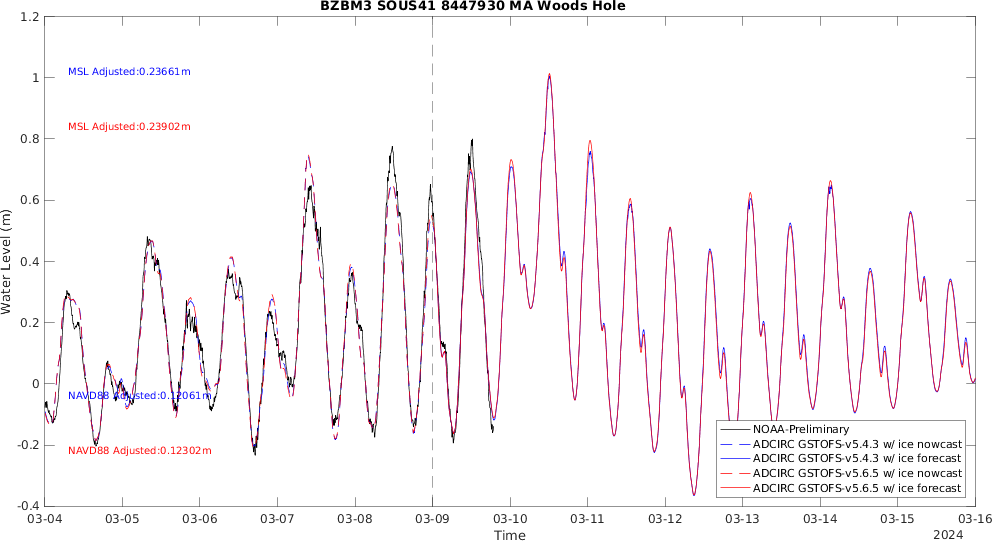 BZBM3 SOUS41 8447930 MA Woods Hole
Water Level (m)
1.2
1
0.8
0.6
0.4
0.2
0
-0.2
-0.4
MSL Adjusted:0.23661m
MSL Adjusted:0.23902m
NAVD88 Adjusted:0.12061m
NAVD88 Adjusted:0.12302m
NOAA-Preliminary
ADCIRC GSTOFS-v5.4.3 w/ ice nowcast
ADCIRC GSTOFS-v5.4.3 w/ ice forecast
ADCIRC GSTOFS-v5.6.5 w/ ice nowcast
ADCIRC GSTOFS-v5.6.5 w/ ice forecast
03-04 03-05 03-06 03-07 03-08 03-09 03-10 03-11 03-12 03-13 03-14 03-15 03-16
Time
2024